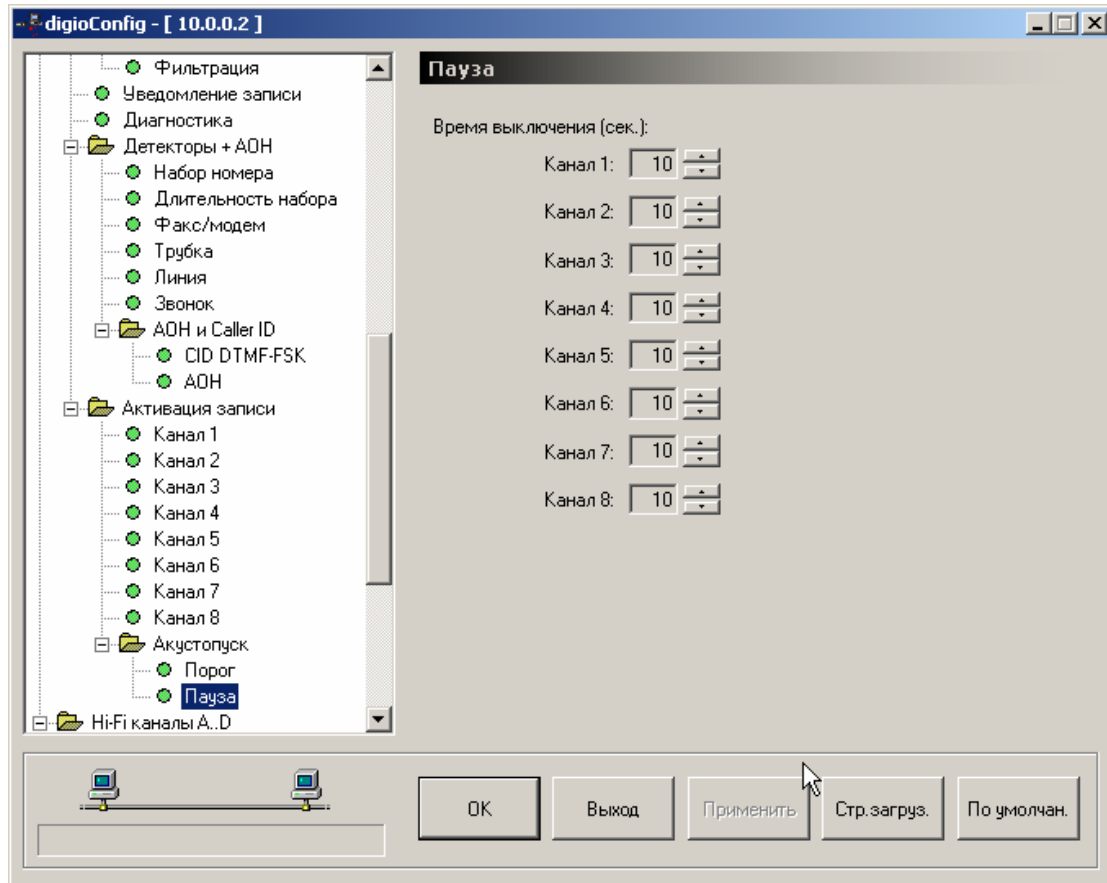 digioConfig - [ 10.0.0.2 ]
Фильтрация
Уведомление записи
Диагностика
Детекторы + АОН
Набор номера
Длительность набора
Факс/модем
Трубка
Линия
Звонок
АОН и Caller ID
CID DTMF-FSK
АОН
Активация записи
Канал 1
Канал 2
Канал 3
Канал 4
Канал 5
Канал 6
Канал 7
Канал 8
Акустопуск
Порог
Пауза
Hi-Fi каналы A..D
Пауза
Время выключения (сек.):
Канал 1: 10
Канал 2: 10
Канал 3: 10
Канал 4: 10
Канал 5: 10
Канал 6: 10
Канал 7: 10
Канал 8: 10
OK
Выход
Применить
Стр.загруз.
По умолчан.